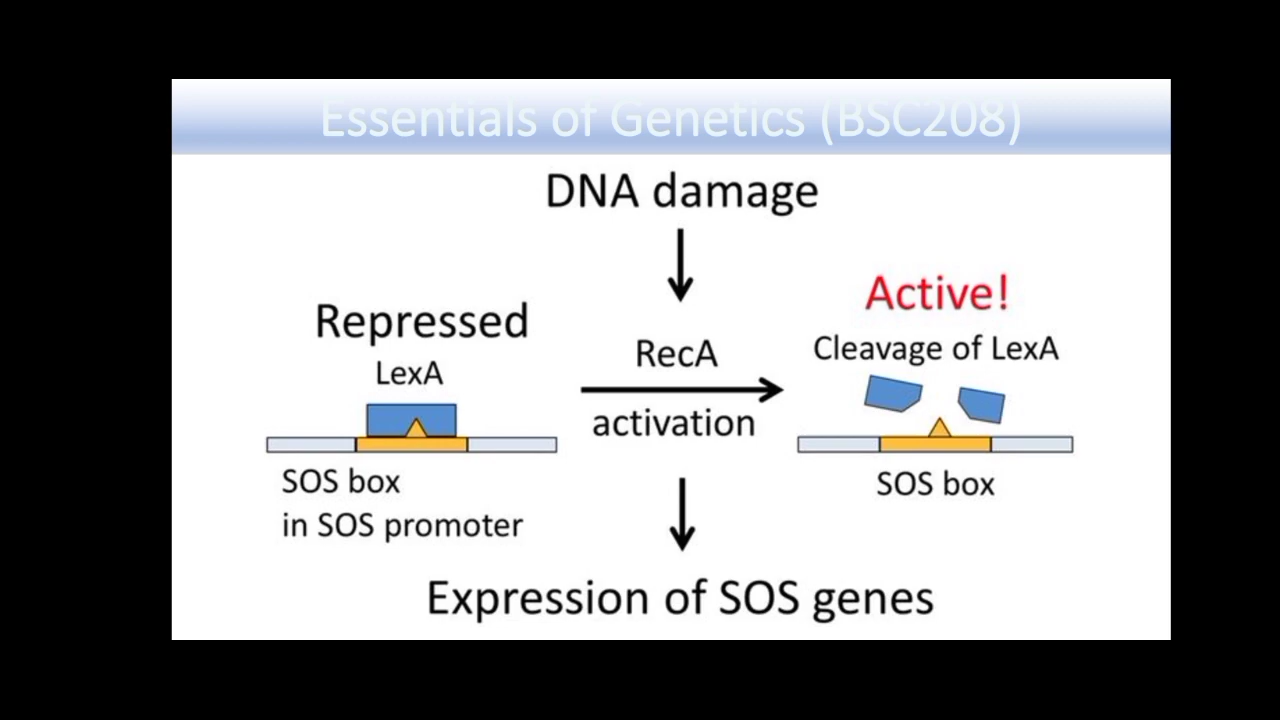 Essentials of Genetics (BSC208)
DNA damage
Repressed
LexA
SOS box
in SOS promoter
RecA
activation
Active!
Cleavage of LexA
SOS box
Expression of SOS genes